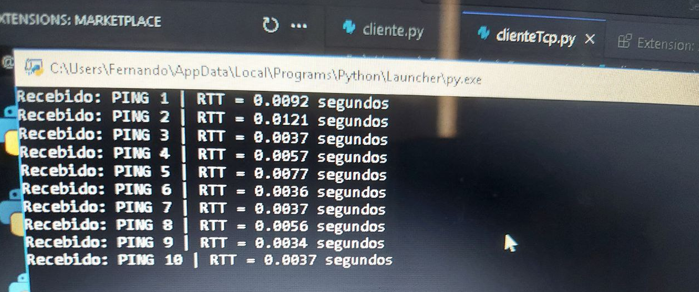 XTENSIONS: MARKETPLACE
cliente.py
clienteTcp.py
Extension:
C:\Users\Fernando\AppData\Local\Programs\Python\Launcher\py.exe
Recebido: PING 1 | RTT = 0.0092 segundos
Recebido: PING 2 | RTT = 0.0121 segundos
Recebido: PING 3 | RTT = 0.0037 segundos
Recebido: PING 4 | RTT = 0.0057 segundos
Recebido: PING 5 | RTT = 0.0077 segundos
Recebido: PING 6 | RTT = 0.0036 segundos
Recebido: PING 7 | RTT = 0.0037 segundos
Recebido: PING 8 | RTT = 0.0056 segundos
Recebido: PING 9 | RTT = 0.0034 segundos
Recebido: PING 10 | RTT = 0.0037 segundos